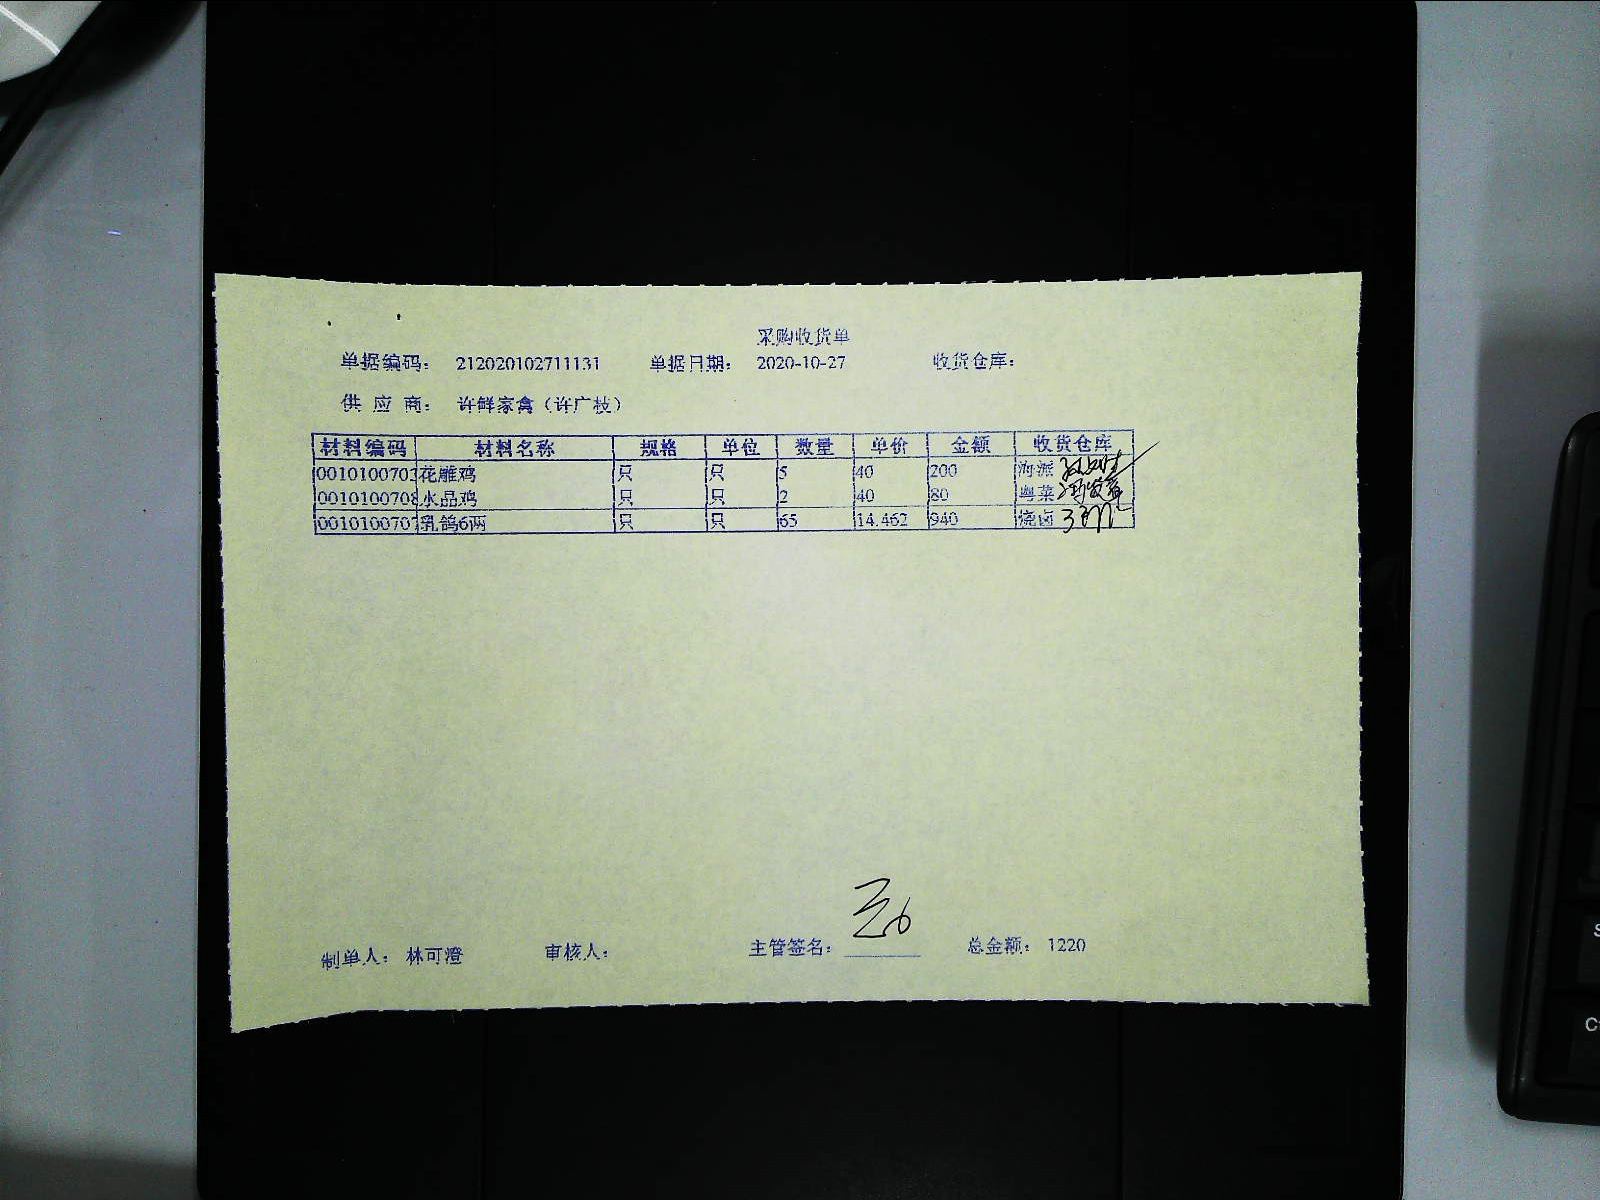 采购收货单
单据编码： 212020102711131 单据日期： 2020-10-27 收货仓库：
供 应 商： 许鲜家禽（许广枝）
材料编码 材料名称 规格 单位 数量 单价 金额 收货仓库
0010100703 花雕鸡 只 只 5 40 200 海派
0010100708 水晶鸡 只 只 2 40 80 粤菜
0010100707 乳鸽6两 只 只 65 14.462 940 烧卤
制单人： 林可澄 审核人： 主管签名： 总金额： 1220